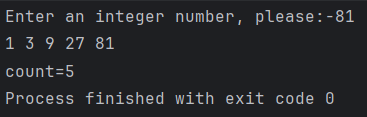 Enter an integer number, please:-81
1 3 9 27 81
count=5
Process finished with exit code 0